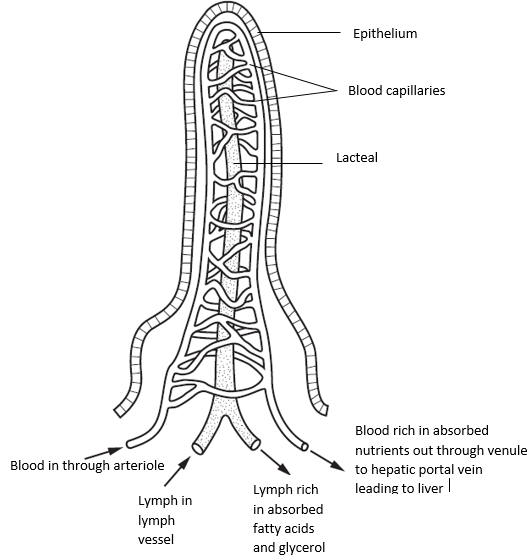 Epithelium
Blood capillaries
Lacteal
Blood rich in absorbed
nutrients out through venule
to hepatic portal vein
leading to liver
Blood in through arteriole
Lymph in
lymph
vessel
Lymph rich
in absorbed
fatty acids
and glycerol